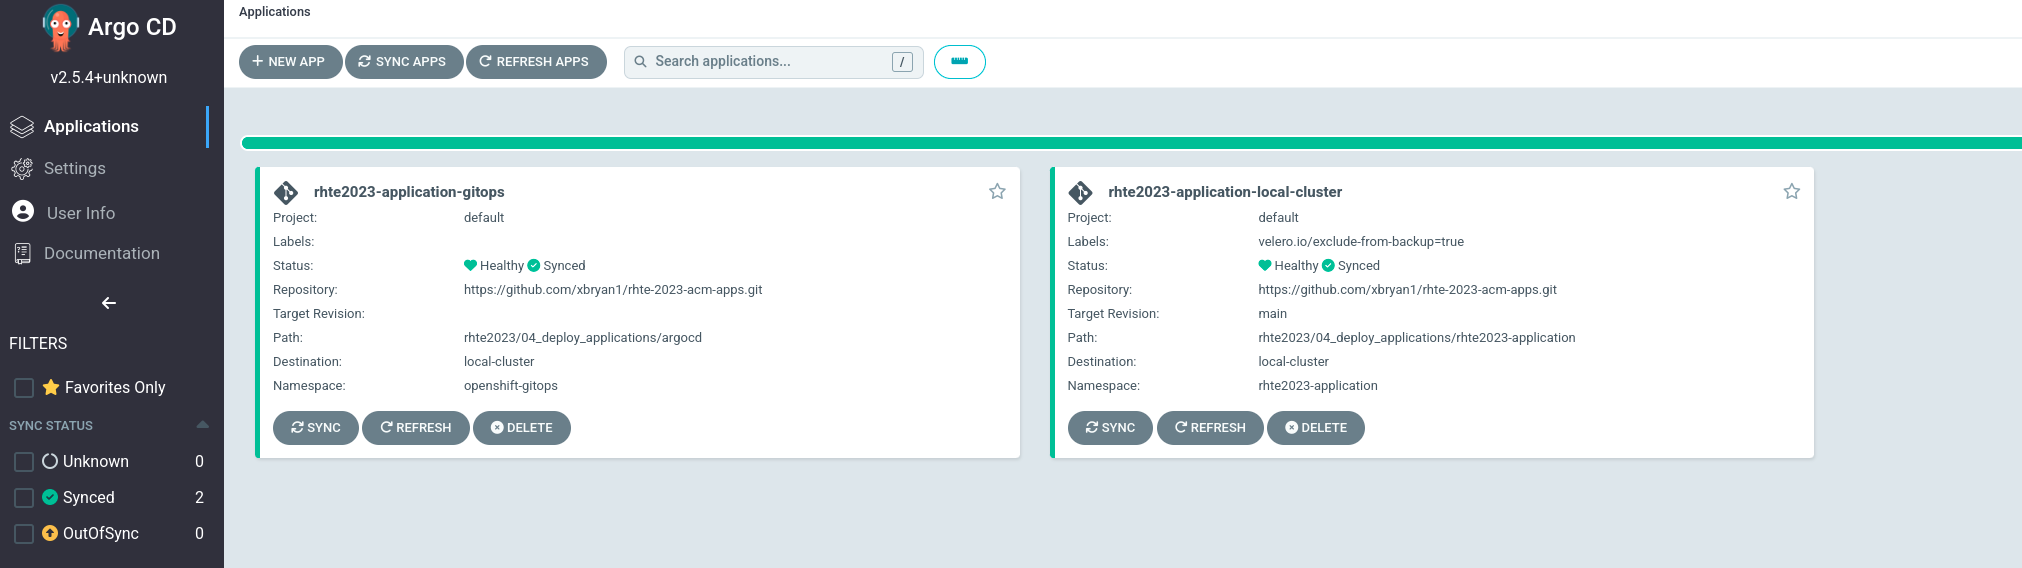 Argo CD
v2.5.4+unknown
Applications
Settings
User Info
Documentation
FILTERS
Favorites Only
SYNC STATUS
Unknown 0
Synced 2
OutOfSync 0
Applications
NEW APP SYNC APPS REFRESH APPS Search applications... /
rhte2023-application-gitops
Project: default
Labels:
Status: Healthy Synced
Repository: https://github.com/xbryan1/rhte-2023-acm-apps.git
Target Revision:
Path: rhte2023/04_deploy_applications/argocd
Destination: local-cluster
Namespace: openshift-gitops
SYNC REFRESH DELETE
rhte2023-application-local-cluster
Project: default
Labels: velero.io/exclude-from-backup=true
Status: Healthy Synced
Repository: https://github.com/xbryan1/rhte-2023-acm-apps.git
Target Revision: main
Path: rhte2023/04_deploy_applications/rhte2023-application
Destination: local-cluster
Namespace: rhte2023-application
SYNC REFRESH DELETE